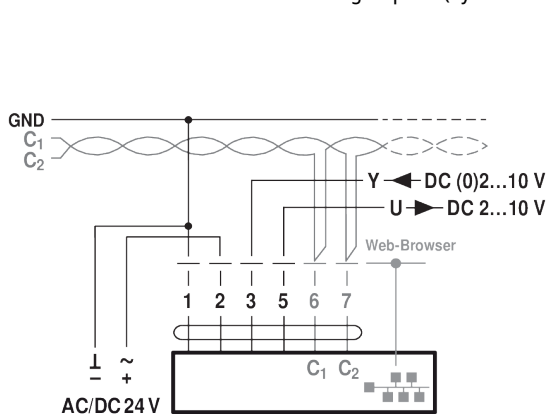 GND
C1
C2
Y DC (0)2...10 V
U DC 2...10 V
Web-Browser
1 2 3 5 6 7
⊥ ~
– +
C1 C2
AC/DC 24 V